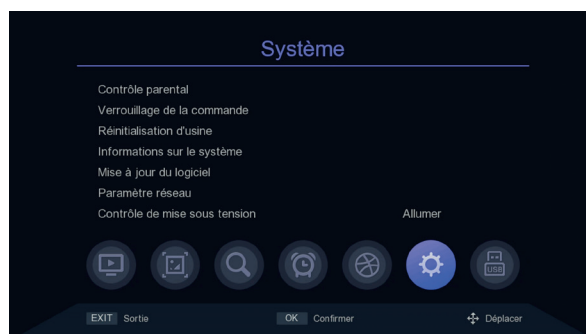 Système
Contrôle parental
Verrouillage de la commande
Réinitialisation d'usine
Informations sur le système
Mise à jour du logiciel
Paramètre réseau
Contrôle de mise sous tension Allumer
USB
EXIT Sortie OK Confirmer Déplacer